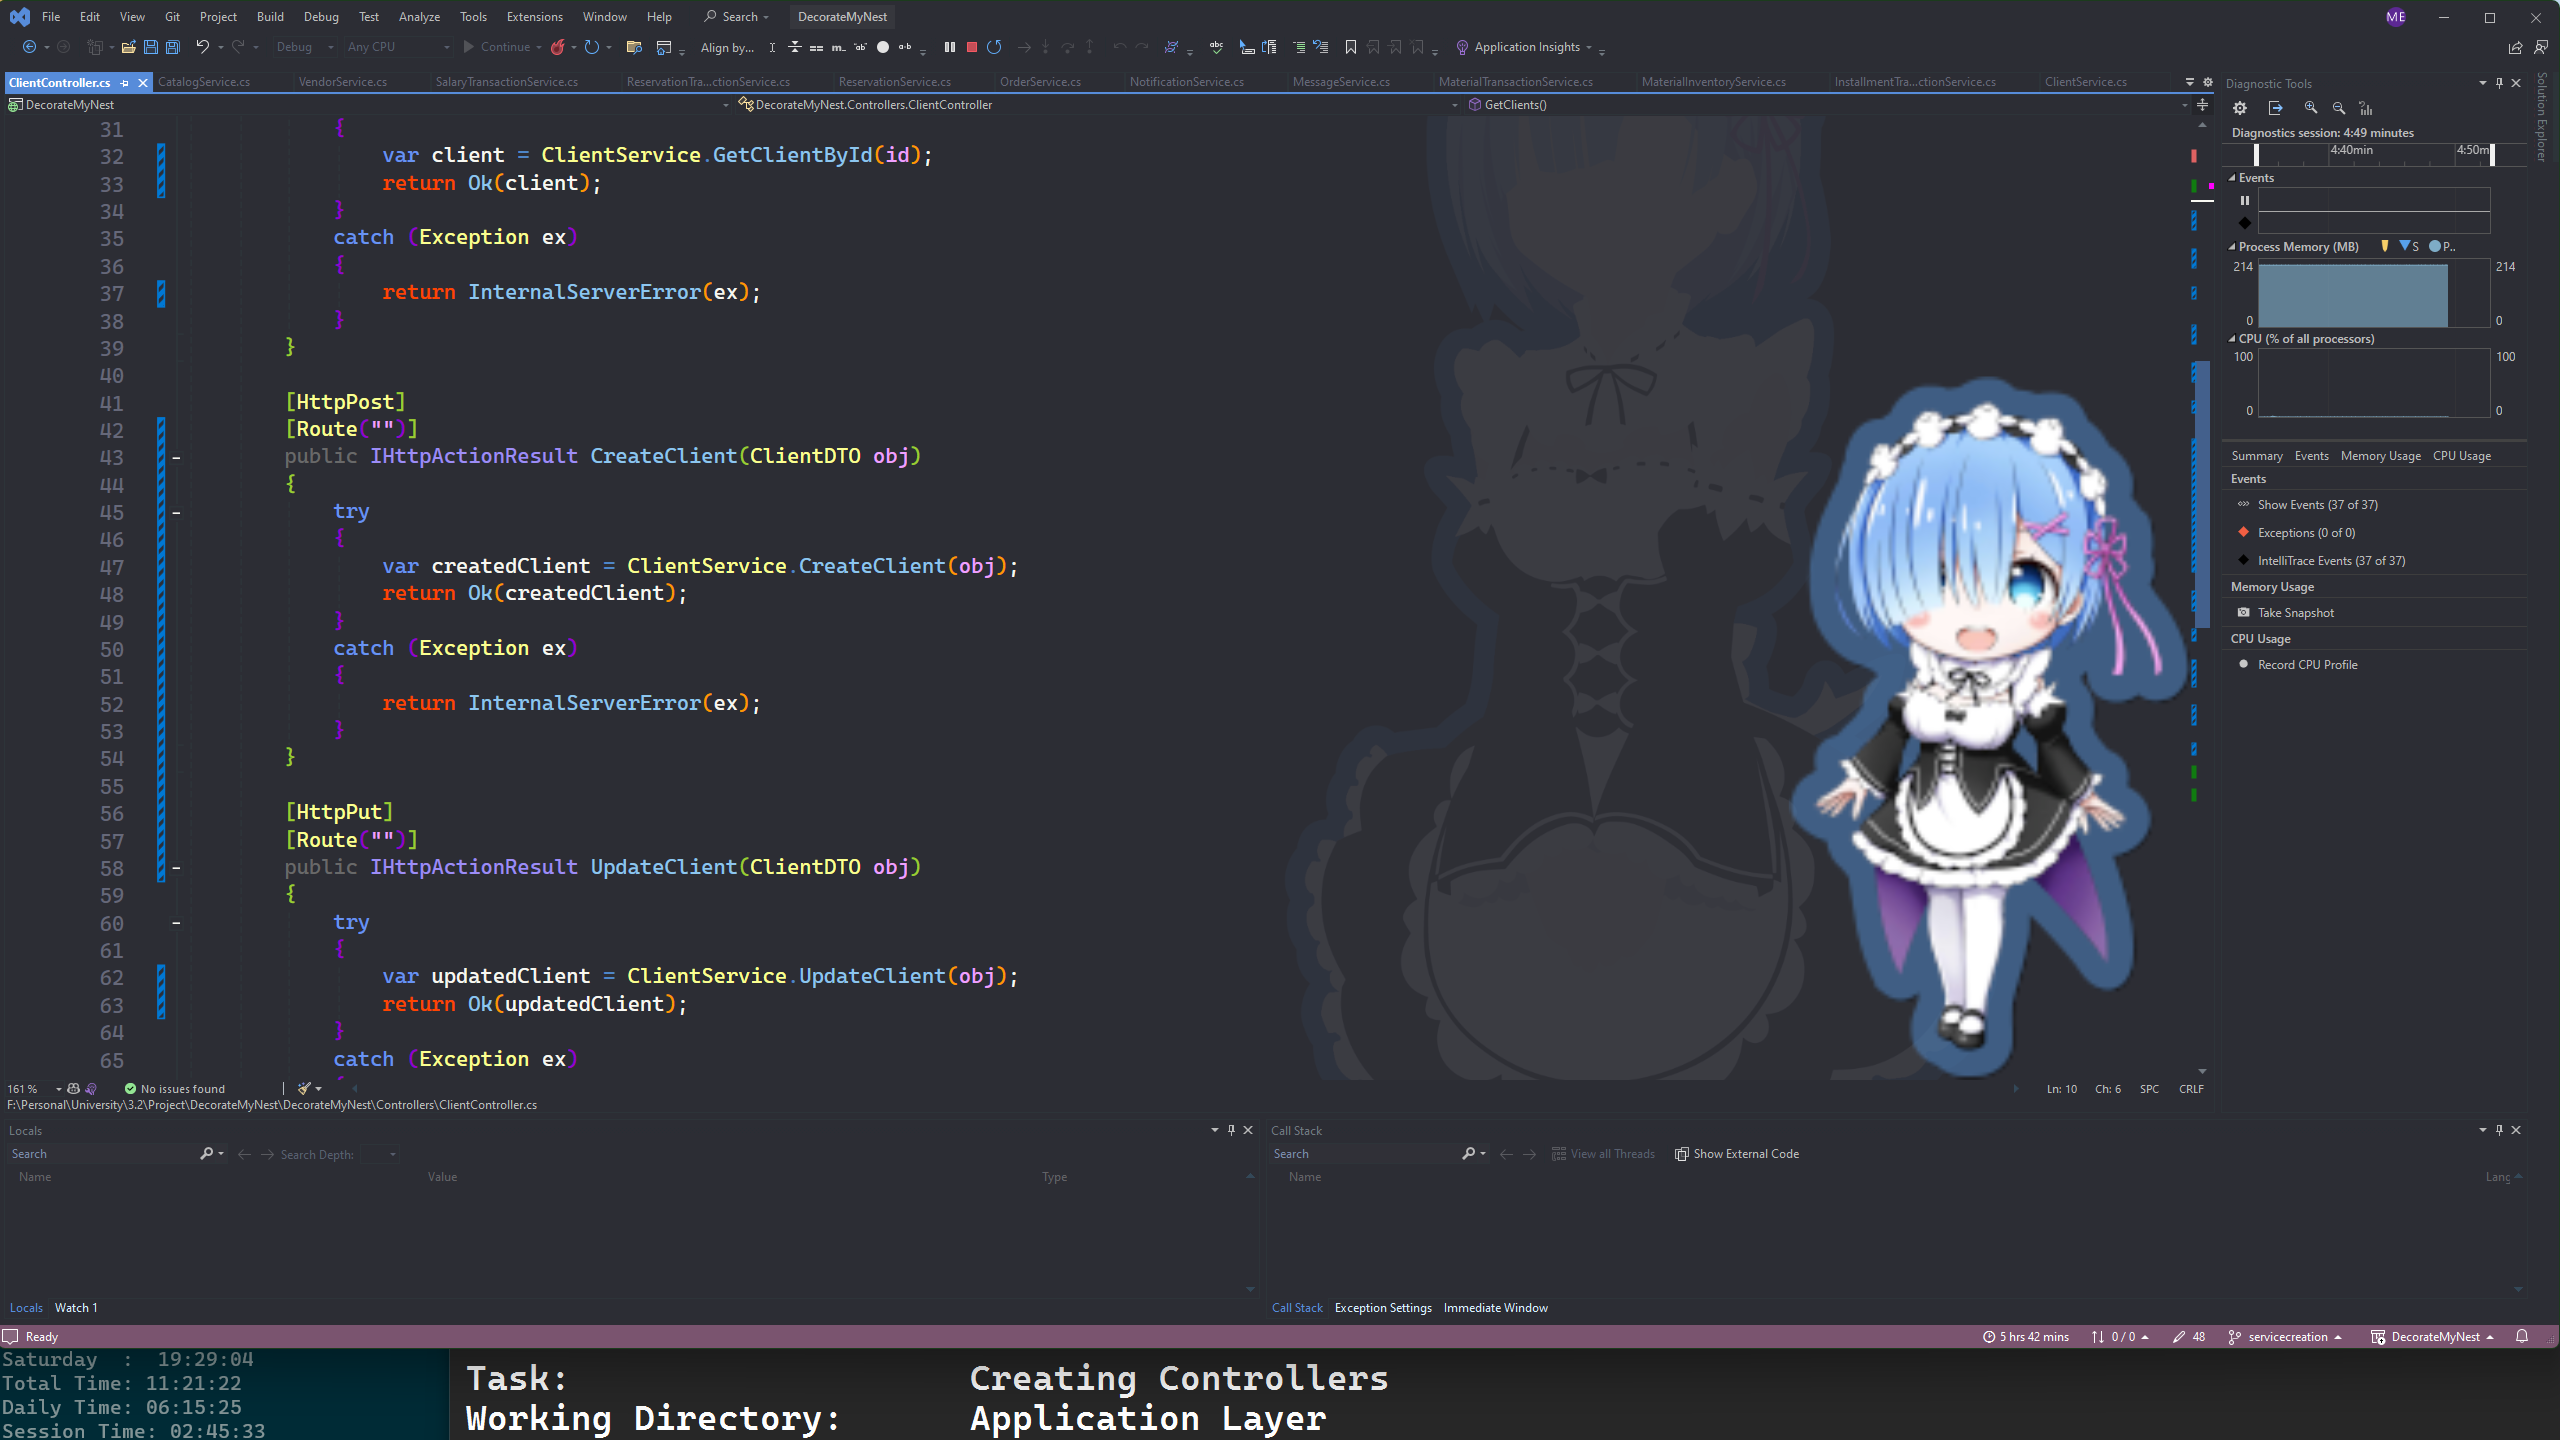 File Edit View Git Project Build Debug Test Analyze Tools Extensions Window Help Search DecorateMyNest ME
Debug Any CPU Continue Align by... Application Insights
ClientController.cs CatalogService.cs VendorService.cs SalaryTransactionService.cs ReservationTra...ctionService.cs ReservationService.cs OrderService.cs NotificationService.cs MessageService.cs MaterialTransactionService.cs MaterialInventoryService.cs InstallmentTra...ctionService.cs ClientService.cs
DecorateMyNest DecorateMyNest.Controllers.ClientController GetClients()
31 {
32 var client = ClientService.GetClientById(id);
33 return Ok(client);
34 }
35 catch (Exception ex)
36 {
37 return InternalServerError(ex);
38 }
39 }
40
41 [HttpPost]
42 [Route("")]
43 public IHttpActionResult CreateClient(ClientDTO obj)
44 {
45 try
46 {
47 var createdClient = ClientService.CreateClient(obj);
48 return Ok(createdClient);
49 }
50 catch (Exception ex)
51 {
52 return InternalServerError(ex);
53 }
54 }
55
56 [HttpPut]
57 [Route("")]
58 public IHttpActionResult UpdateClient(ClientDTO obj)
59 {
60 try
61 {
62 var updatedClient = ClientService.UpdateClient(obj);
63 return Ok(updatedClient);
64 }
65 catch (Exception ex)
161 % No issues found Ln: 10 Ch: 6 SPC CRLF
F:\Personal\University\3.2\Project\DecorateMyNest\DecorateMyNest\Controllers\ClientController.cs
Diagnostic Tools
Solution Explorer
Diagnostics session: 4:49 minutes
4:40min 4:50m
Events
Process Memory (MB) S P..
214 214
0 0
CPU (% of all processors)
100 100
0 0
Summary Events Memory Usage CPU Usage
Events
Show Events (37 of 37)
Exceptions (0 of 0)
IntelliTrace Events (37 of 37)
Memory Usage
Take Snapshot
CPU Usage
Record CPU Profile
Locals
Search Search Depth:
Name Value Type
Locals Watch 1
Call Stack
Search View all Threads Show External Code
Name Lang
Call Stack Exception Settings Immediate Window
Ready 5 hrs 42 mins 0 / 0 48 servicecreation DecorateMyNest
Saturday : 19:29:04
Total Time: 11:21:22
Daily Time: 06:15:25
Session Time: 02:45:33
Task: Creating Controllers
Working Directory: Application Layer